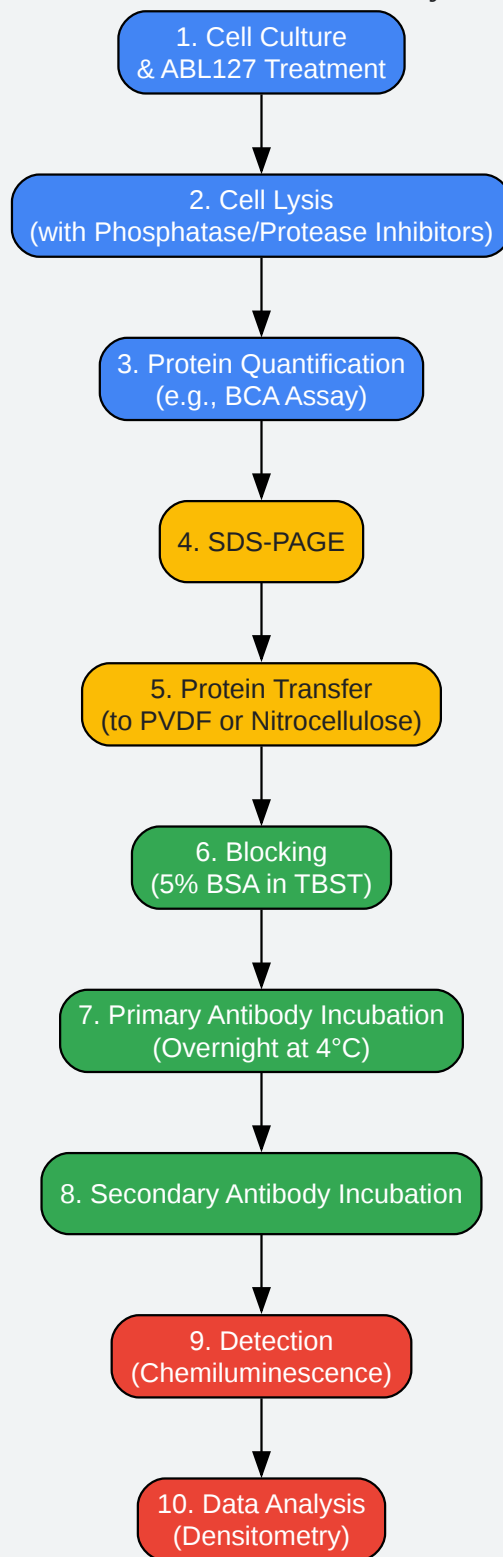 1. Cell Culture
& ABL127 Treatment
2. Cell Lysis
(with Phosphatase/Protease Inhibitors)
3. Protein Quantification
(e.g., BCA Assay)
4. SDS-PAGE
5. Protein Transfer
(to PVDF or Nitrocellulose)
6. Blocking
(5% BSA in TBST)
7. Primary Antibody Incubation
(Overnight at 4°C)
8. Secondary Antibody Incubation
9. Detection
(Chemiluminescence)
10. Data Analysis
(Densitometry)